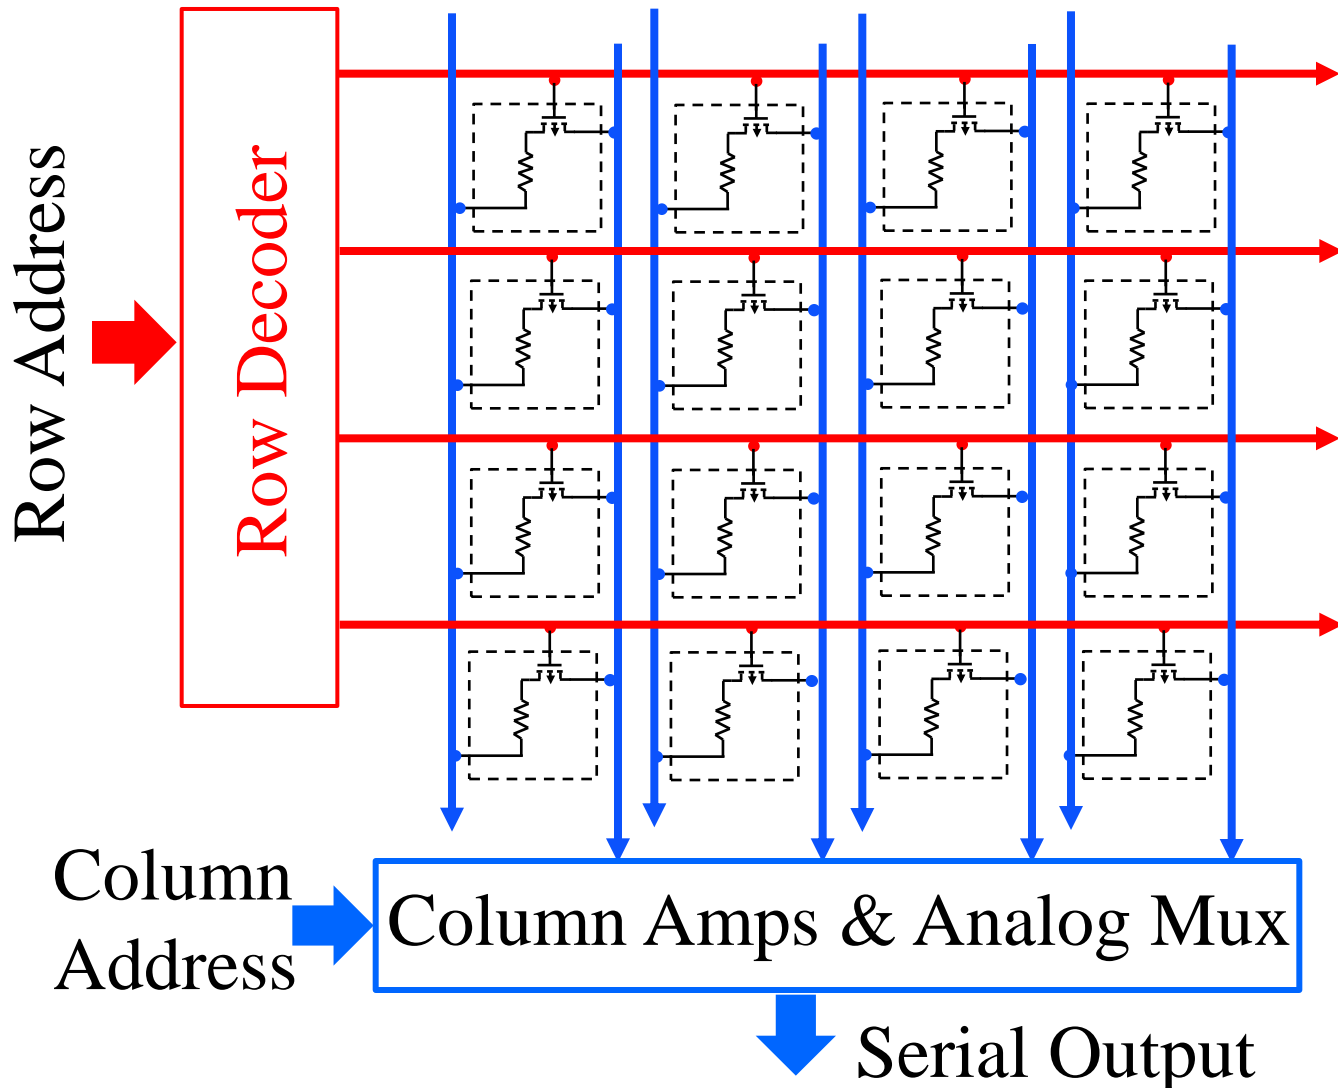 Row Address
Row Decoder
Column
Address
Column Amps & Analog Mux
Serial Output